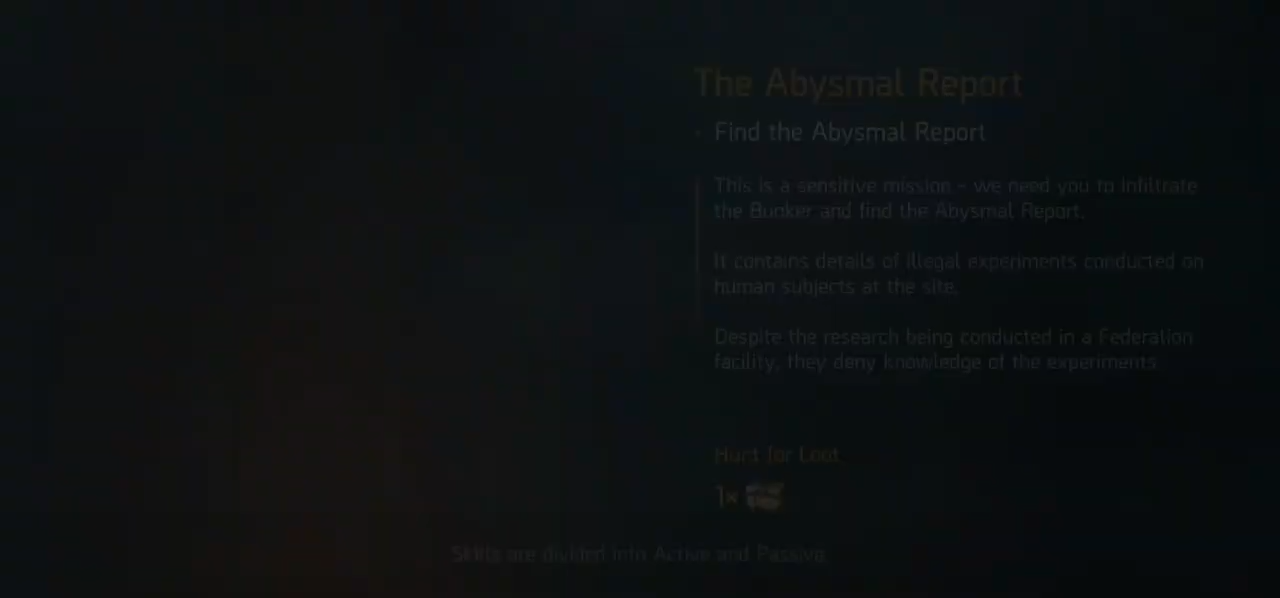 The Abysmal Report
Find the Abysmal Report
This is a sensitive mission - we need you to infiltrate
the Bunker and find the Abysmal Report.
It contains details of illegal experiments conducted on
human subjects at the site.
Despite the research being conducted in a Federation
facility, they deny knowledge of the experiments.
Hunt for Loot
1x
Skills are divided into Active and Passive.